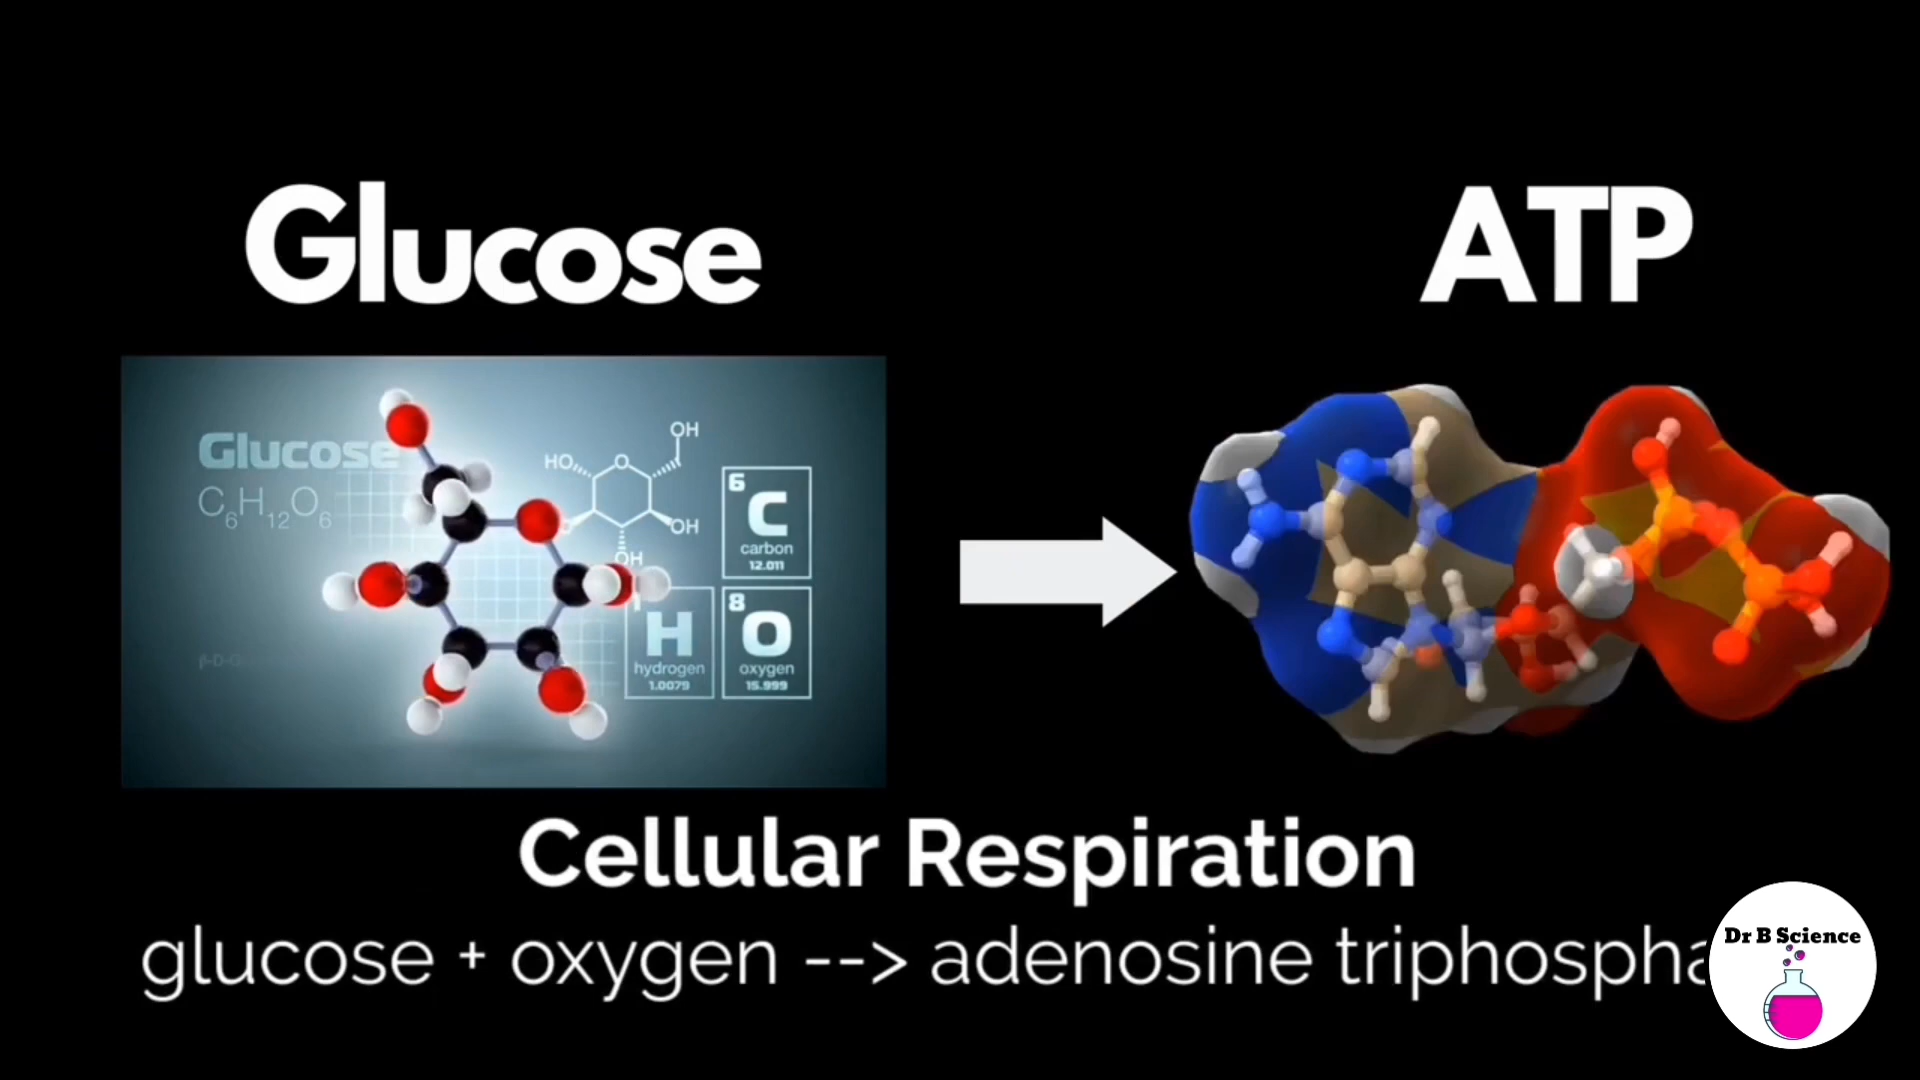 Glucose
ATP
Glucose
C6H12O6
HO
O
OH
OH
OH
6
C
carbon
12.011
H
hydrogen
1.0079
8
O
oxygen
15.999
Cellular Respiration
glucose + oxygen --> adenosine triphospha
Dr B Science